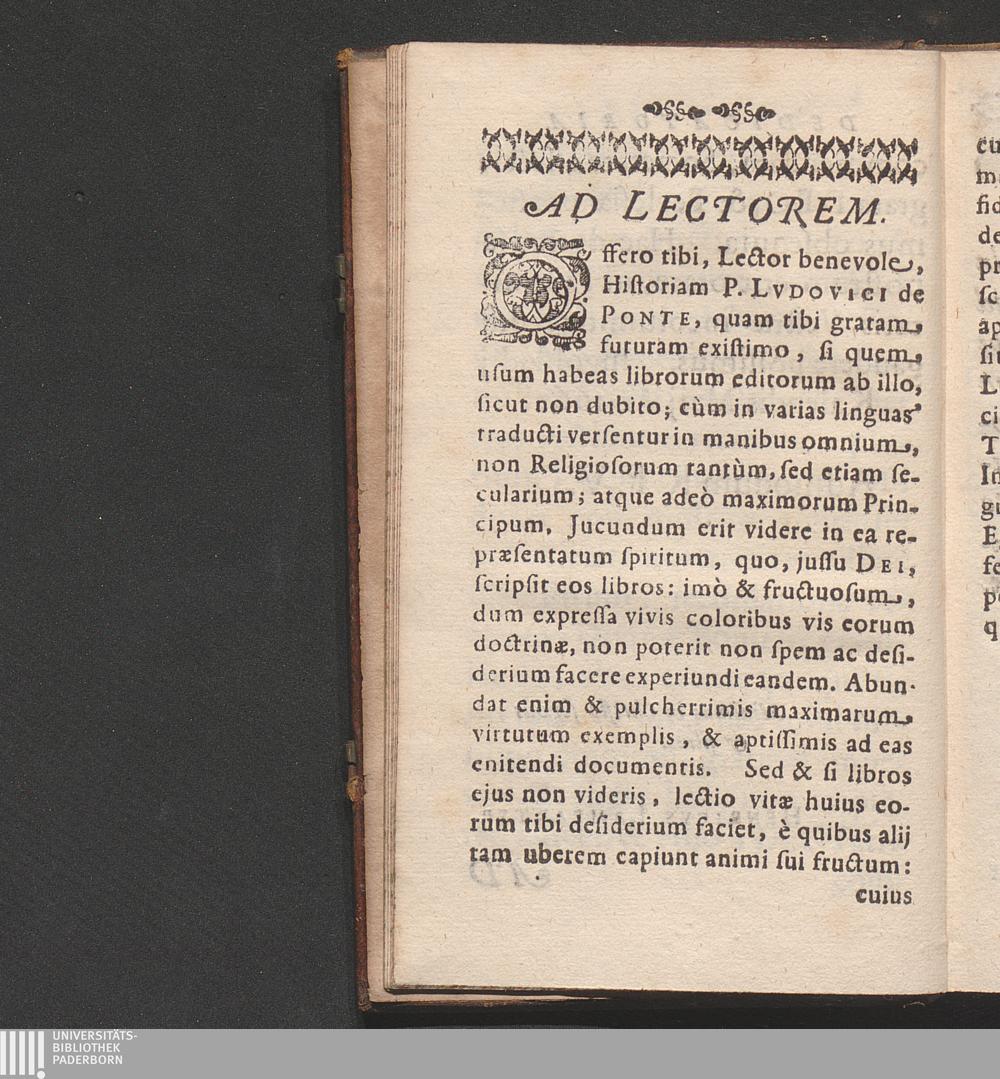 AD LECTOREM.
Offero tibi, Lector benevole,
Hiſtoriam P. LVDOVICI de
PONTE, quam tibi gratam
futuram exiſtimo, ſi quem
uſum habeas librorum editorum ab illo,
ſicut non dubito; cùm in varias linguas
traducti verſentur in manibus omnium,
non Religioſorum tantùm, ſed etiam ſe-
cularium; atque adeò maximorum Prin-
cipum. Jucundum erit videre in ea re-
præſentatum ſpiritum, quo, juſſu DEI,
ſcripſit eos libros: imò & fructuoſum,
dum expreſſa vivis coloribus vis eorum
doctrinæ, non poterit non ſpem ac deſi-
derium facere experiundi eandem. Abun-
dat enim & pulcherrimis maximarum
virtutum exemplis, & aptiſſimis ad eas
enitendi documentis. Sed & ſi libros
ejus non videris, lectio vitæ huius eo-
rum tibi deſiderium faciet, è quibus alij
tam uberem capiunt animi ſui fructum:
cuius
UNIVERSITÄTS-
BIBLIOTHEK
PADERBORN